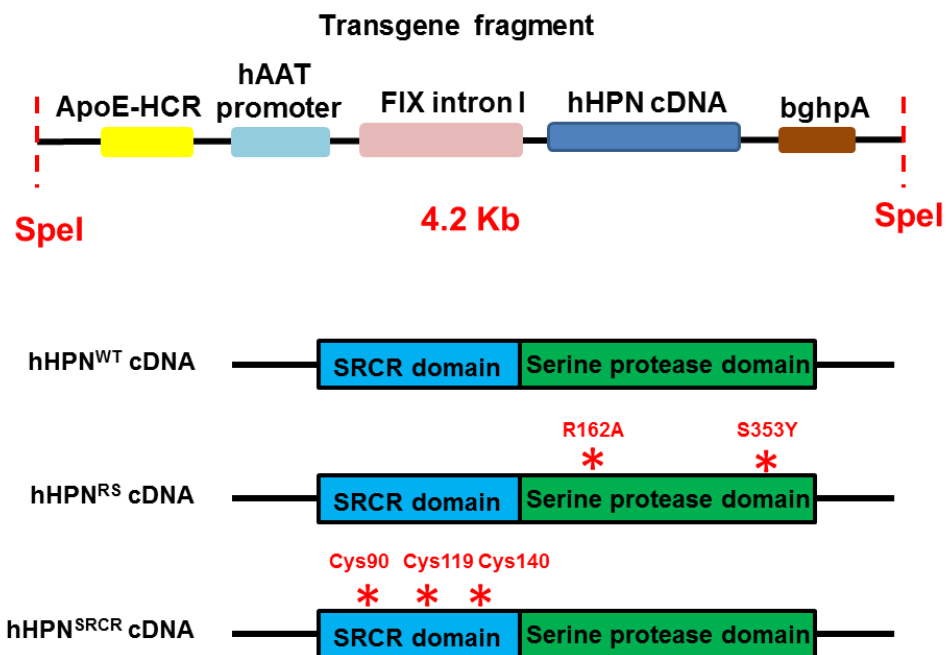 Transgene fragment
ApoE-HCR
hAAT
promoter
FIX intron I
hHPN cDNA
bghpA
SpeI
4.2 Kb
SpeI
hHPNWT cDNA
SRCR domain
Serine protease domain
R162A
S353Y
*
*
hHPNRS cDNA
SRCR domain
Serine protease domain
Cys90
Cys119
Cys140
*
*
*
hHPNSRCR cDNA
SRCR domain
Serine protease domain